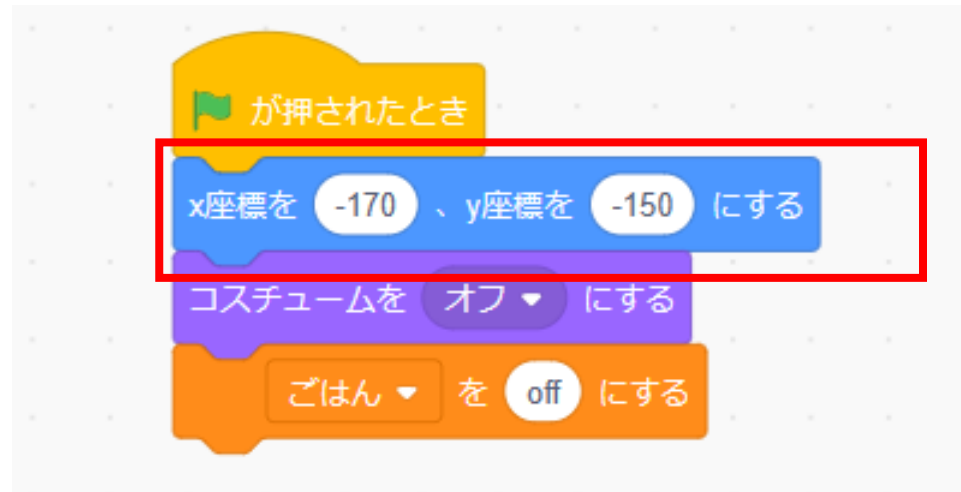 が押されたとき
x座標を -170 、y座標を -150 にする
コスチュームを オフ にする
ごはん を off にする